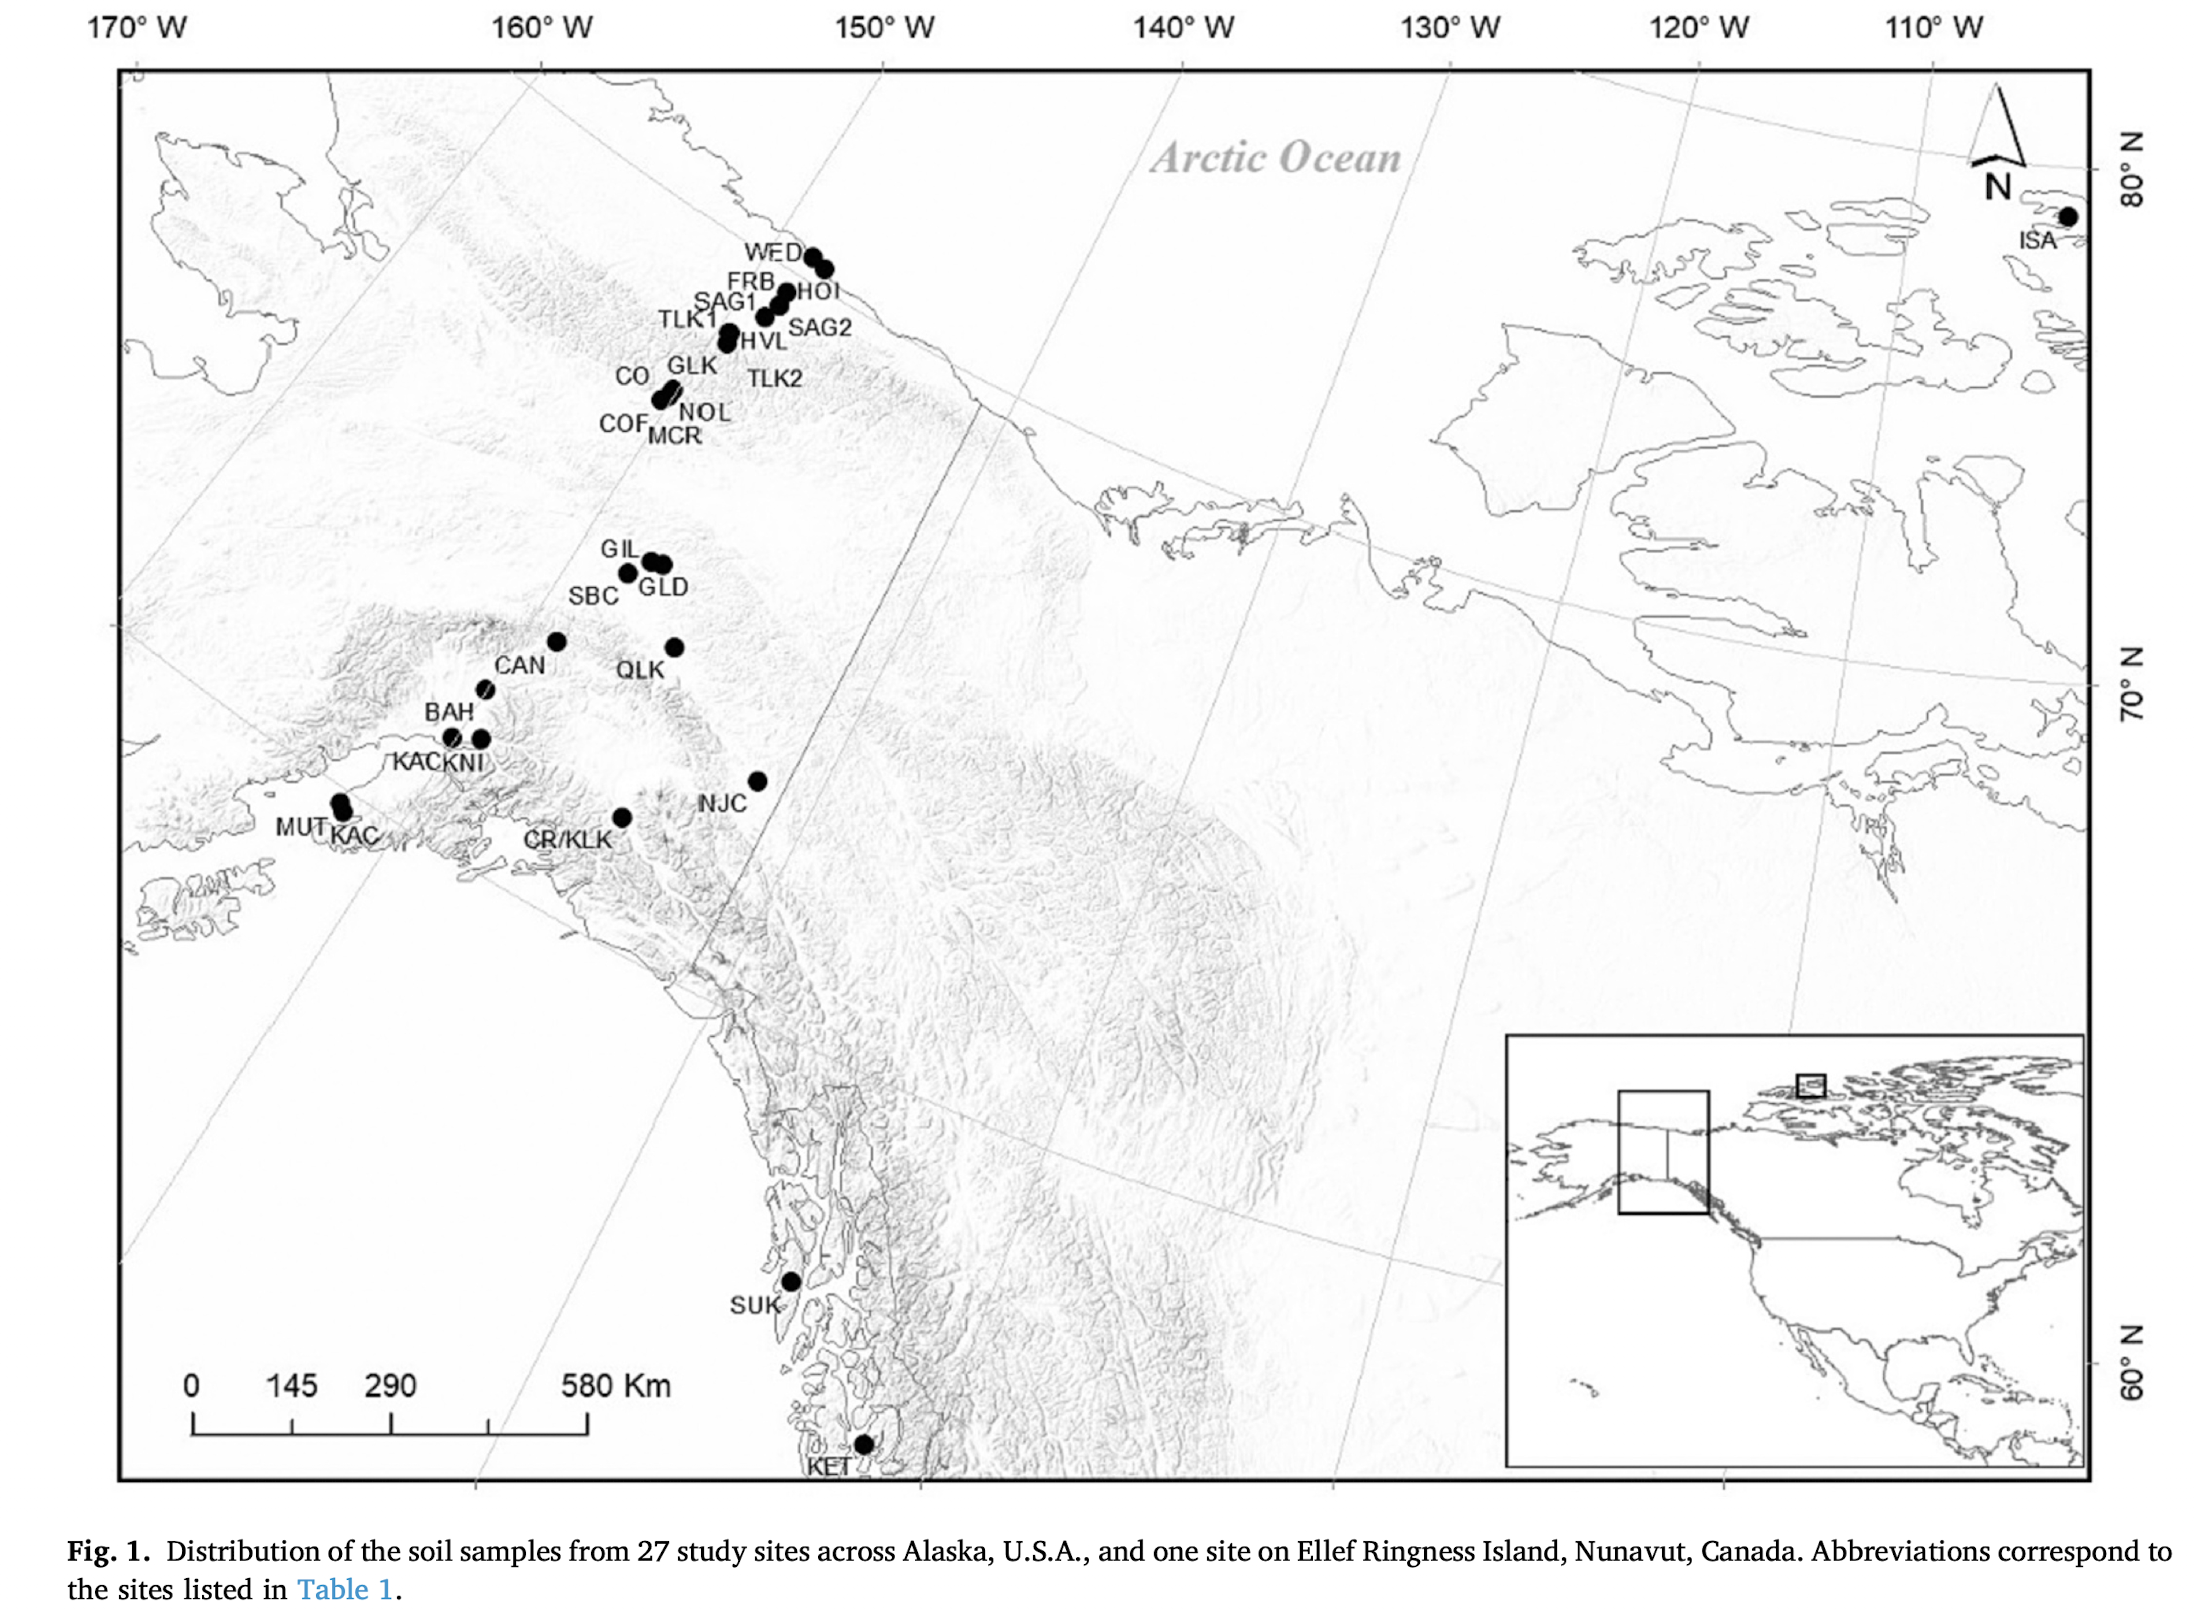 170° W 160° W 150° W 140° W 130° W 120° W 110° W
80° N
Arctic Ocean
N
ISA
WED
FRB HOI
SAG1
TLK1 SAG2
HVL
GLK
CO TLK2
NOL
COF MCR
GIL
GLD
SBC
CAN QLK
70° N
BAH
KAC KNI
NJC
MUT KAC CR/KLK
SUK
60° N
0 145 290 580 Km
KET
Fig. 1. Distribution of the soil samples from 27 study sites across Alaska, U.S.A., and one site on Ellef Ringness Island, Nunavut, Canada. Abbreviations correspond to
the sites listed in Table 1.